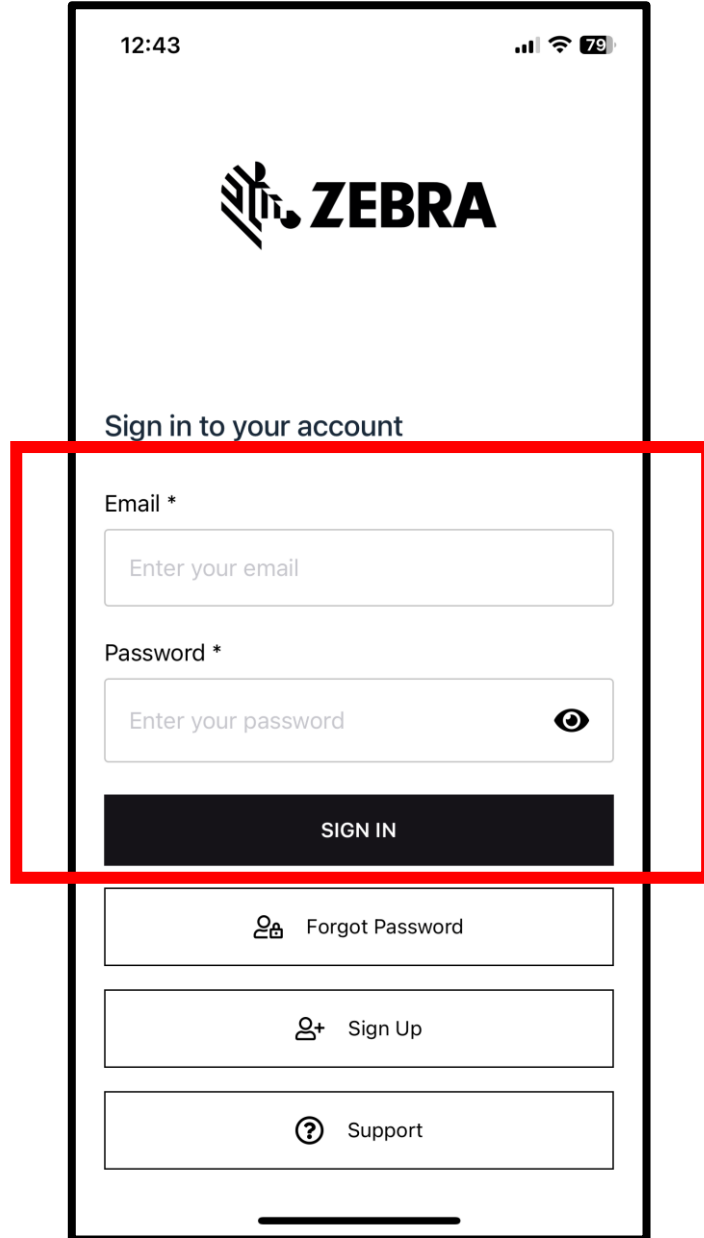 12:43
79
ZEBRA
Sign in to your account
Email *
Enter your email
Password *
Enter your password
SIGN IN
Forgot Password
Sign Up
Support